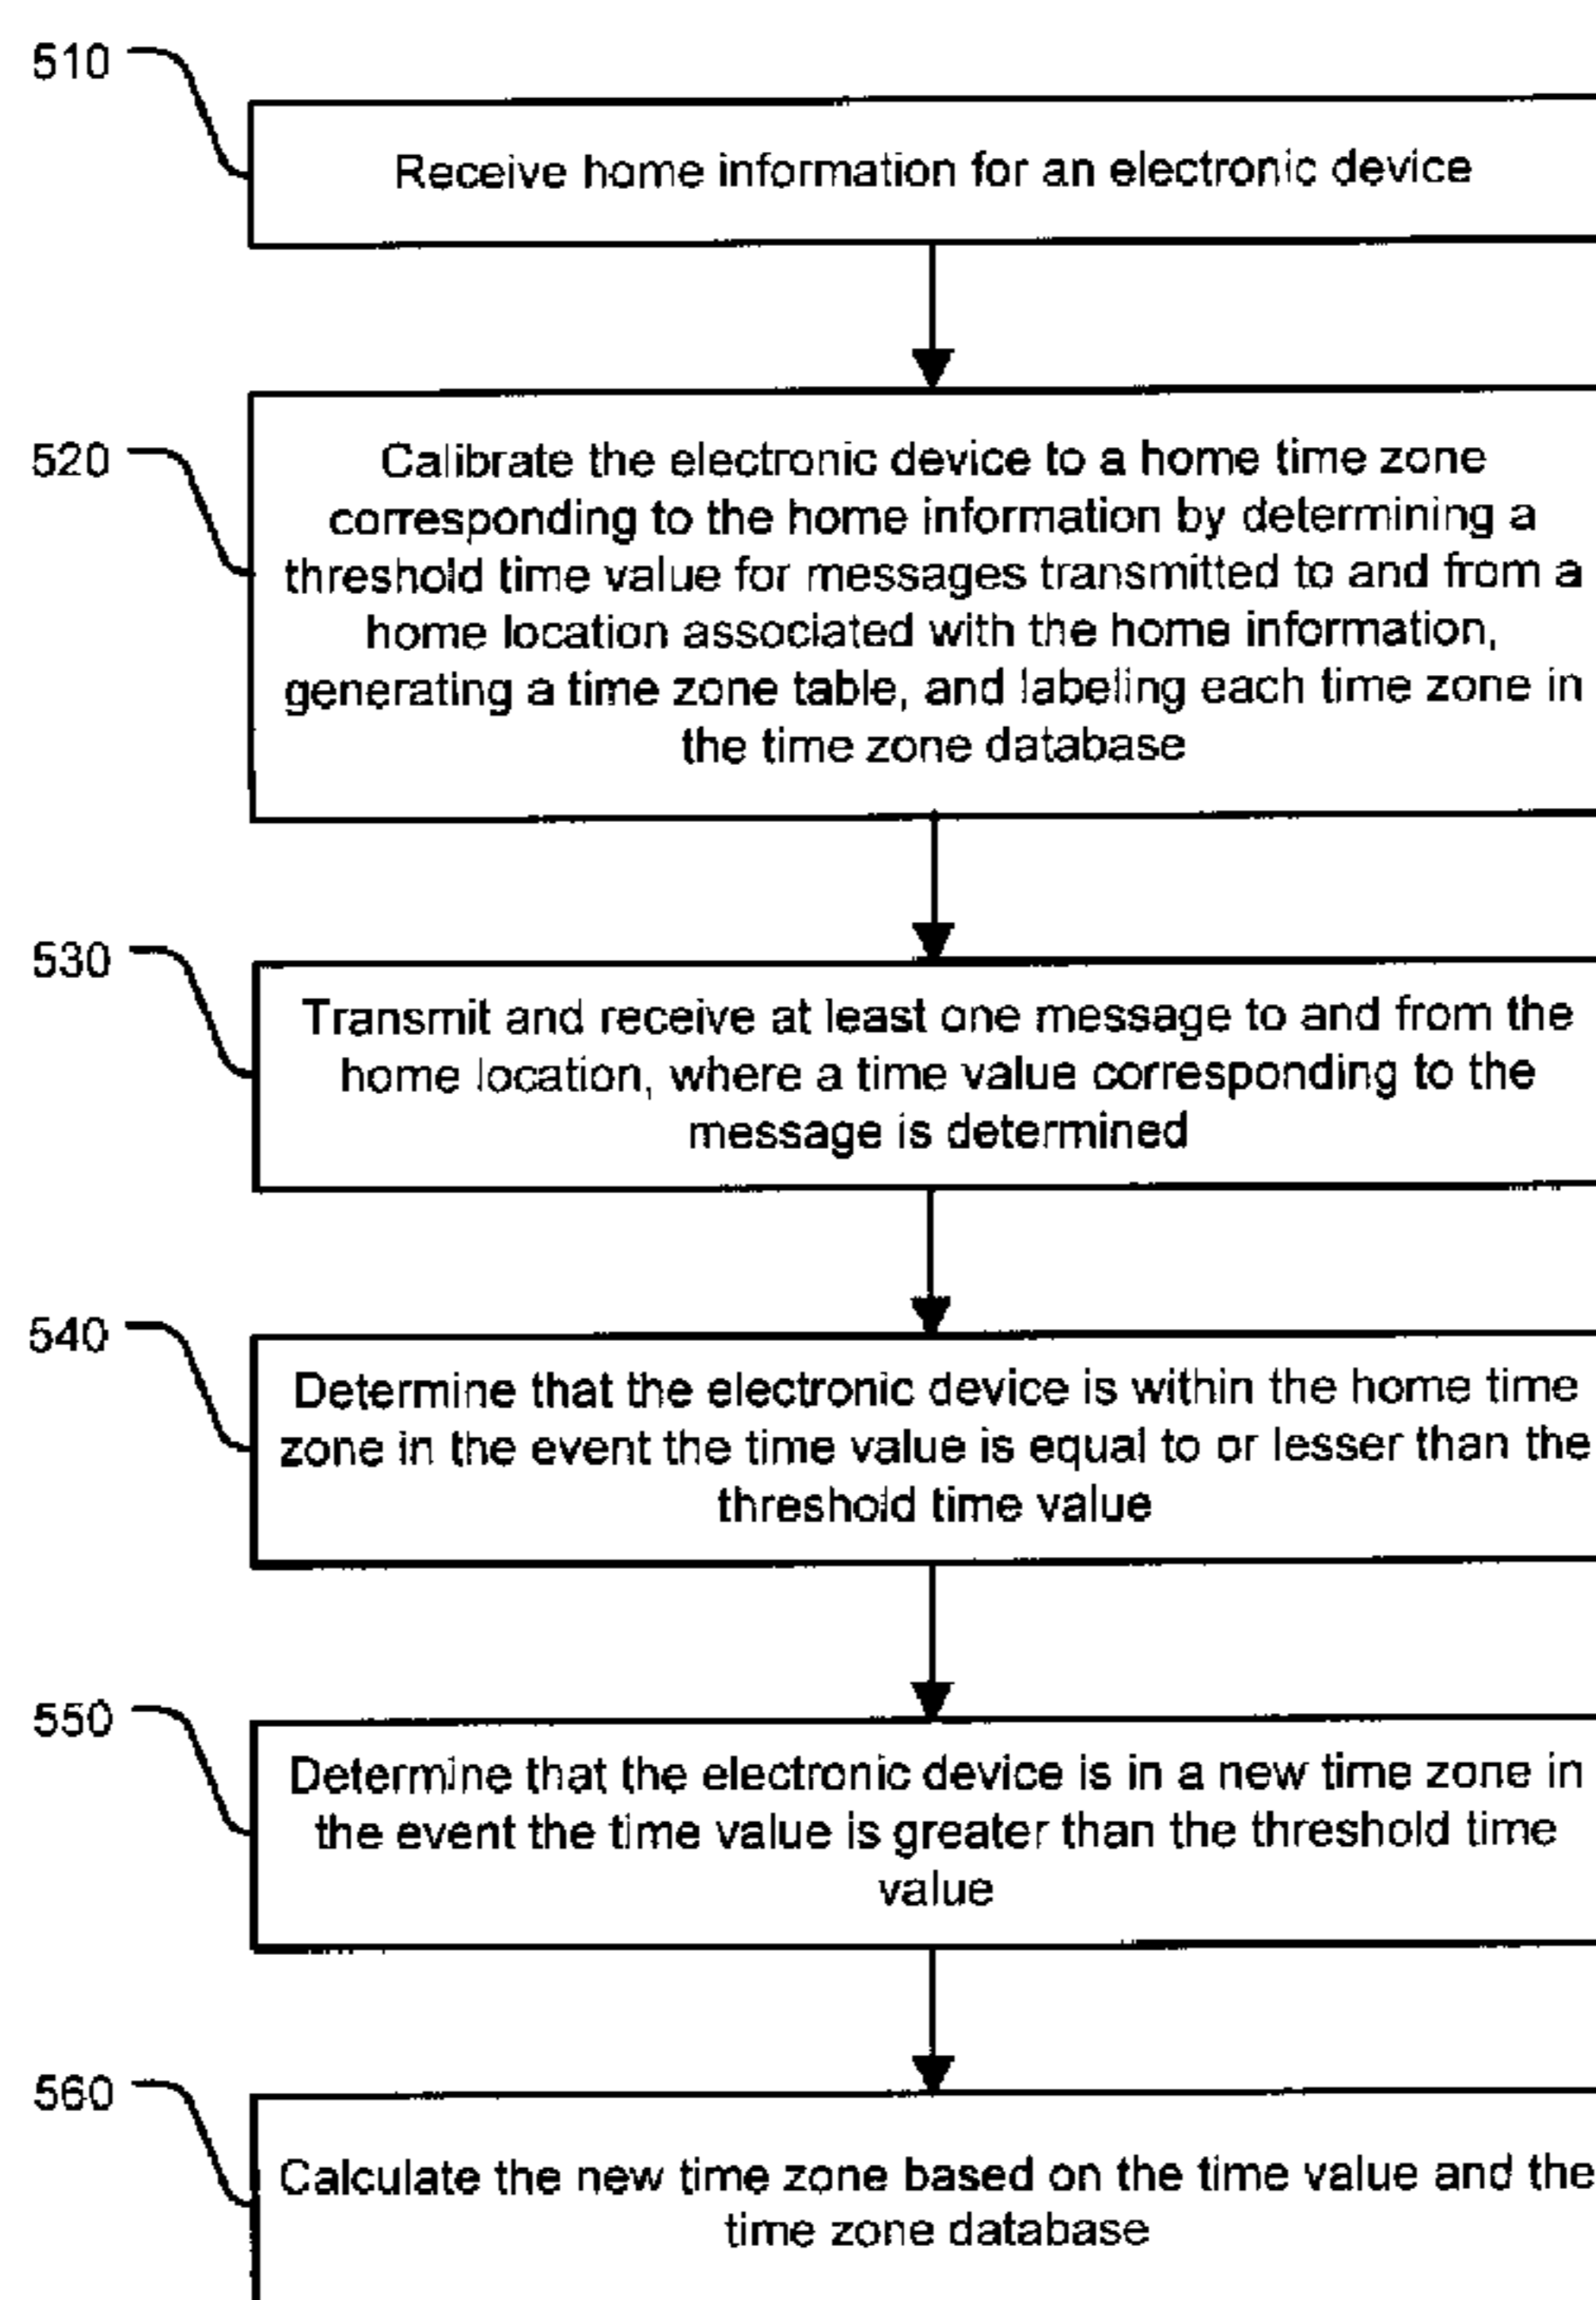 510
Receive home information for an electronic device
520
Calibrate the electronic device to a home time zone
corresponding to the home information by determining a
threshold time value for messages transmitted to and from a
home location associated with the home information,
generating a time zone table, and labeling each time zone in
the time zone database
530
Transmit and receive at least one message to and from the
home location, where a time value corresponding to the
message is determined
540
Determine that the electronic device is within the home time
zone in the event the time value is equal to or lesser than the
threshold time value
550
Determine that the electronic device is in a new time zone in
the event the time value is greater than the threshold time
value
560
Calculate the new time zone based on the time value and the
time zone database